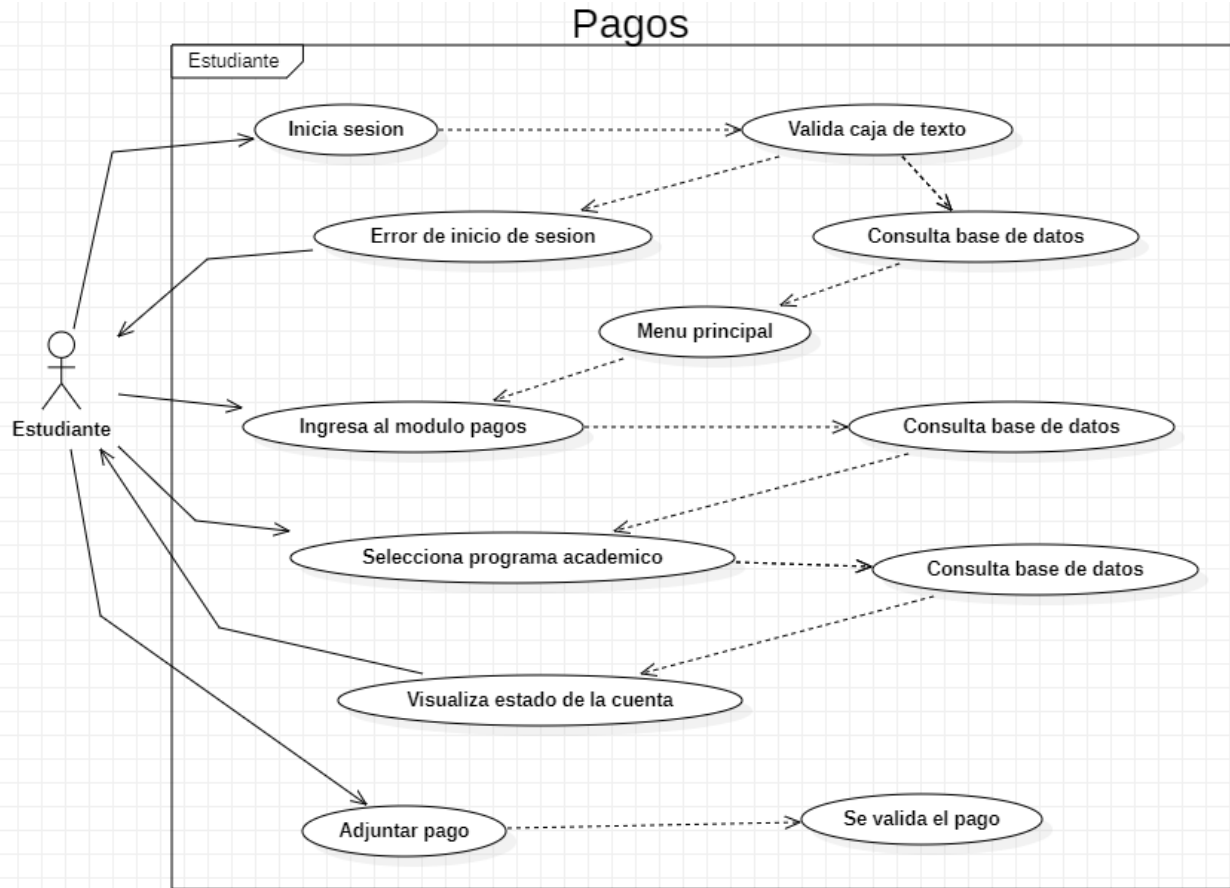 Pagos
Estudiante
Inicia sesion
Valida caja de texto
Error de inicio de sesion
Consulta base de datos
Menu principal
Estudiante
Ingresa al modulo pagos
Consulta base de datos
Selecciona programa academico
Consulta base de datos
Visualiza estado de la cuenta
Adjuntar pago
Se valida el pago